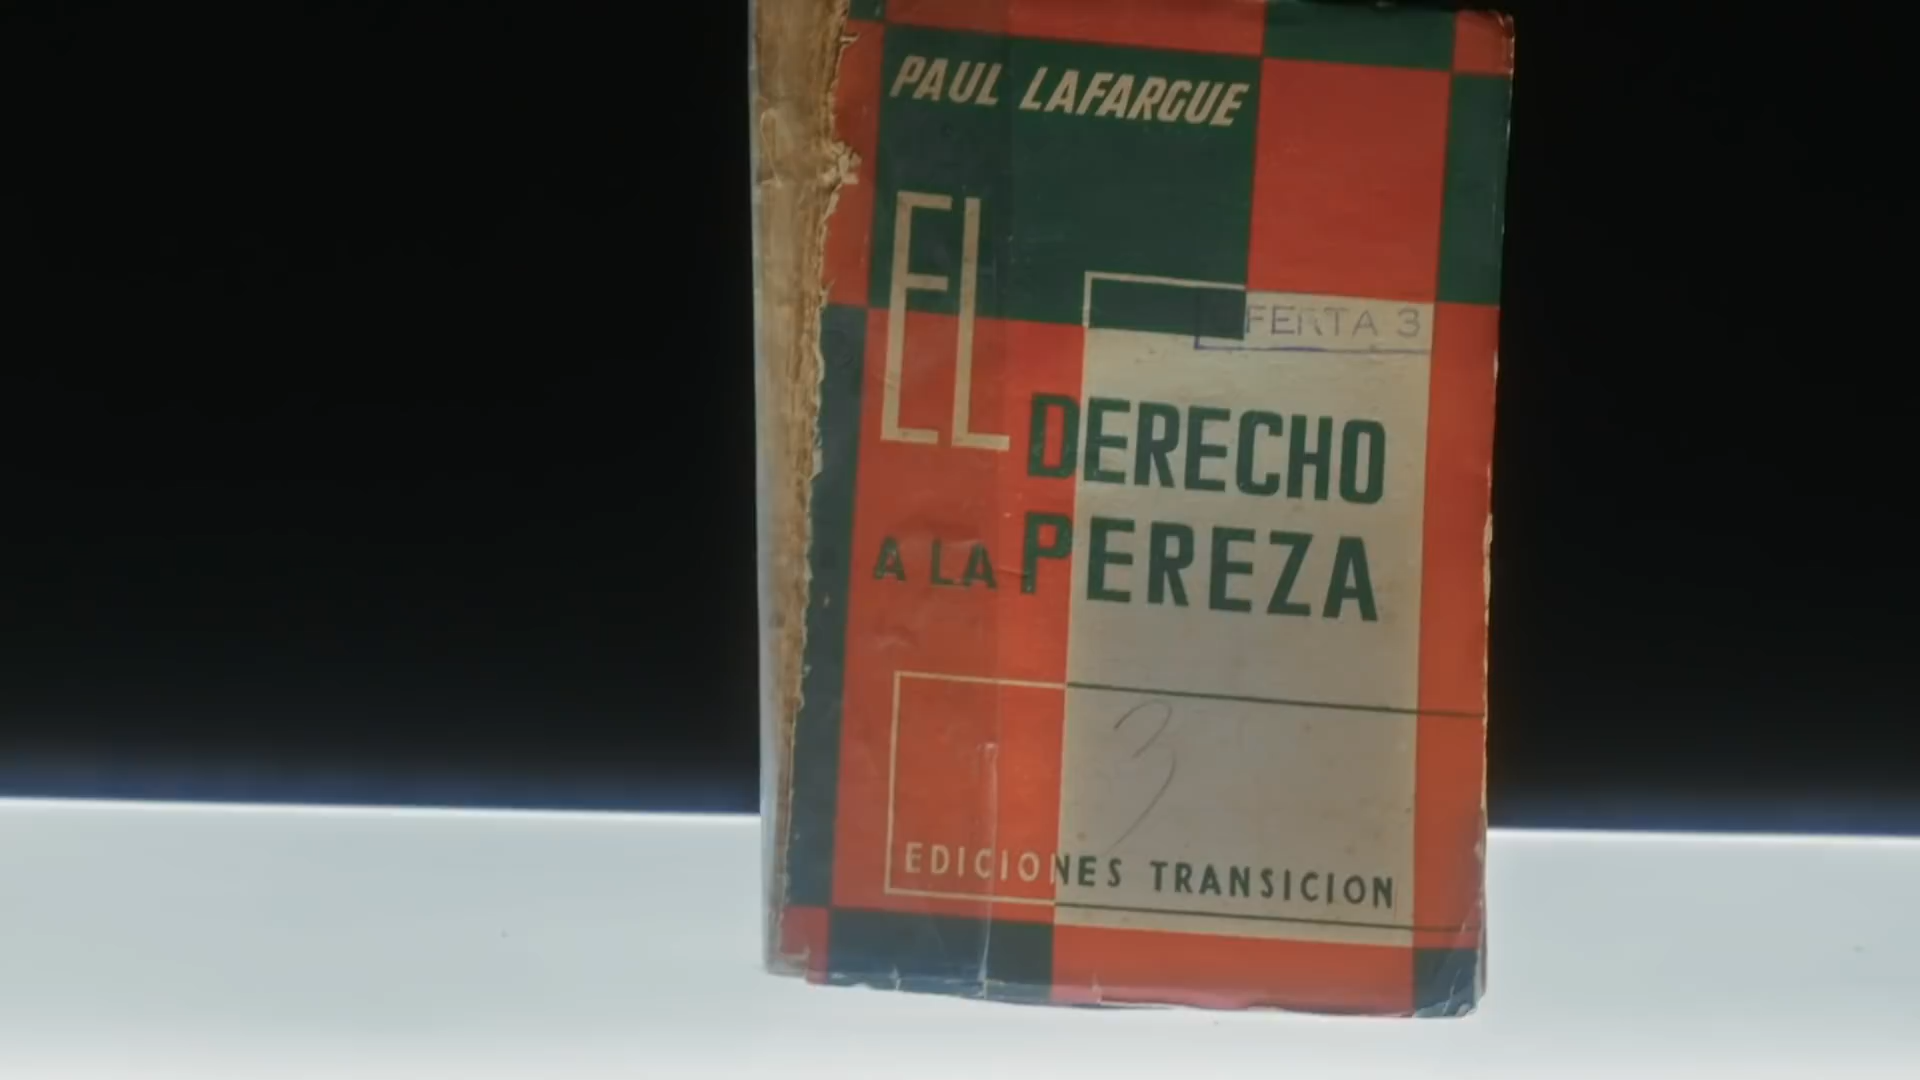 PAUL LAFARGUE
EL
FERTA 3
DERECHO
A LA PEREZA
3
EDICIONES TRANSICION